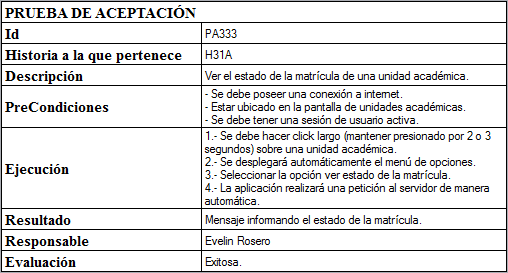 PRUEBA DE ACEPTACIÓN
Id PA333
Historia a la que pertenece H31A
Descripción Ver el estado de la matrícula de una unidad académica.
PreCondiciones - Se debe poseer una conexión a internet.
- Estar ubicado en la pantalla de unidades académicas.
- Se debe tener una sesión de usuario activa.
Ejecución 1.- Se debe hacer click largo (mantener presionado por 2 o 3
segundos) sobre una unidad académica.
2.- Se desplegará automáticamente el menú de opciones.
3.- Seleccionar la opción ver estado de la matrícula.
4.- La aplicación realizará una petición al servidor de manera
automática.
Resultado Mensaje informando el estado de la matrícula.
Responsable Evelin Rosero
Evaluación Exitosa.